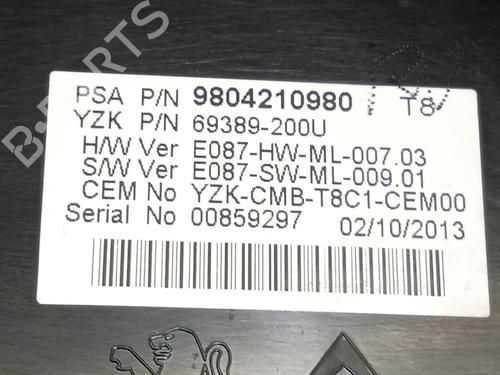 B-PARTS
PSA P/N 9804210980 T8
YZK P/N 69389-200U
H/W Ver E087-HW-ML-007.03
S/W Ver E087-SW-ML-009.01
CEM No YZK-CMB-T8C1-CEM00
Serial No 00859297 02/10/2013